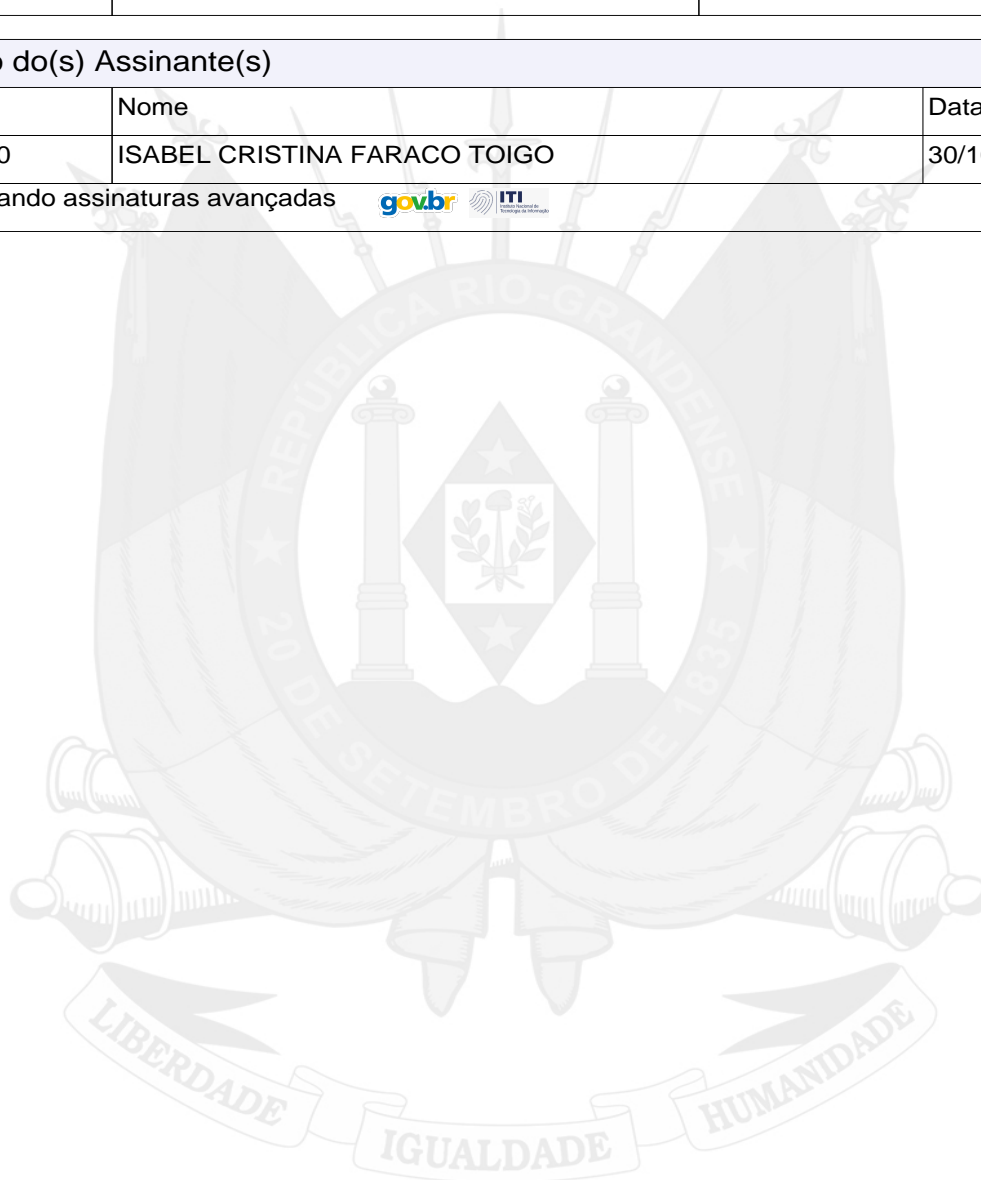 o do(s) Assinante(s)
Nome Data
0 ISABEL CRISTINA FARACO TOIGO 30/1
ando assinaturas avançadas gov.br ITI
REPÚBLICA RIO-GRANDENSE
20 DE SETEMBRO DE 1835
LIBERDADE IGUALDADE HUMANIDADE